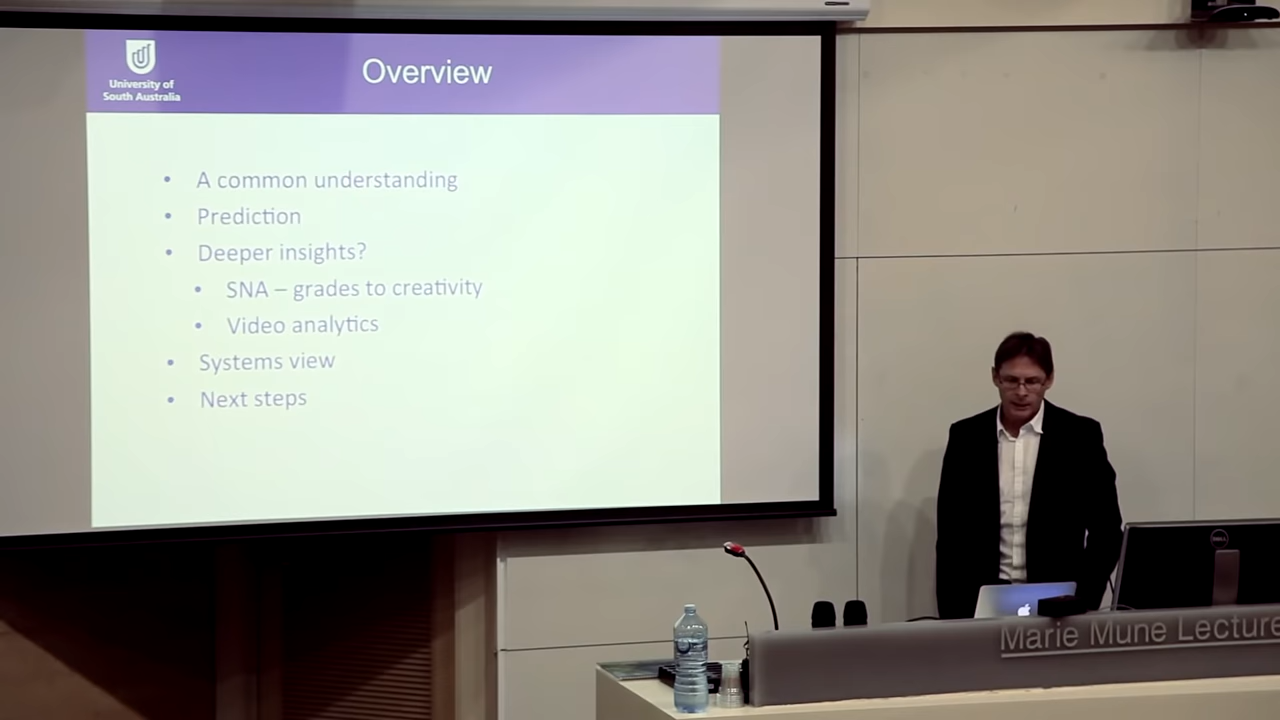 University of
South Australia
Overview
• A common understanding
• Prediction
• Deeper insights?
• SNA – grades to creativity
• Video analytics
• Systems view
• Next steps
DELL
Marie Mune Lecture